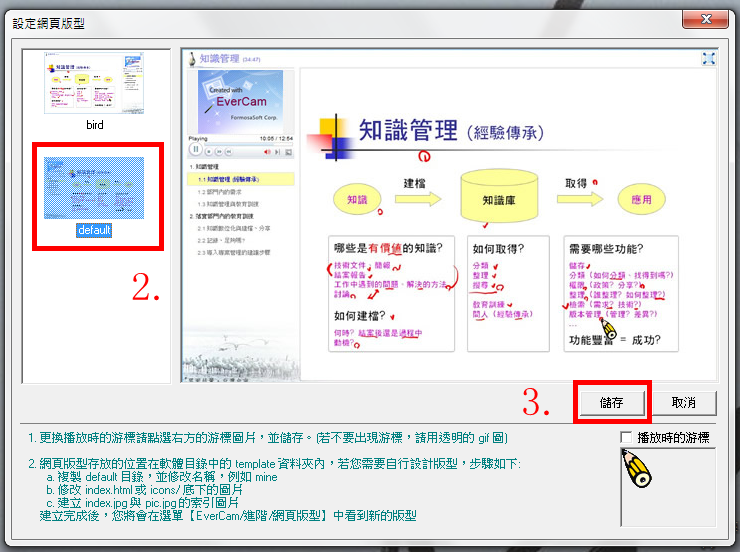 設定網頁版型
bird
default
2.
知識管理 (34:47)
Created with
EverCam
FormosaSoft Corp.
Playing
10:05 / 12:54
1. 知識管理
1.1 知識管理 (經驗傳承)
1.2 部門內的需求
1.3 知識管理與教育訓練
2. 落實部門內的教育訓練
2.1 知識數位化與建檔、分享
2.2 記錄、足夠嗎?
2.3 導入檔案管理的建議步驟
知識管理 (經驗傳承)
知識
建檔
知識庫
取得
應用
哪些是有價值的知識?
技術文件、簡報
結案報告
工作中遇到的問題、解決的方法
討論
如何建檔?
何時? 結案後還是過程中
動機?
如何取得?
分類
整理
搜尋
教育訓練
問人 (經驗傳承)
需要哪些功能?
儲存
分類 (如何分類、找得到嗎?)
權限 (政策? 分享?)
整理 (誰整理? 如何整理?)
檢索 (需求? 技術?)
版本管理 (管理? 差異?)
...
功能豐富 = 成功?
3.
儲存
取消
1. 更換播放時的游標請點選右方的游標圖片，並儲存。(若不要出現游標，請用透明的 gif 圖)
2. 網頁版型存放的位置在軟體目錄中的 template 資料夾內，若您需要自行設計版型，步驟如下:
a. 複製 default 目錄，並修改名稱，例如 mine
b. 修改 index.html 或 icons/ 底下的圖片
c. 建立 index.jpg 與 pic.jpg 的索引圖片
建立完成後，您將會在選單【EverCam/進階/網頁版型】中看到新的版型
播放時的游標